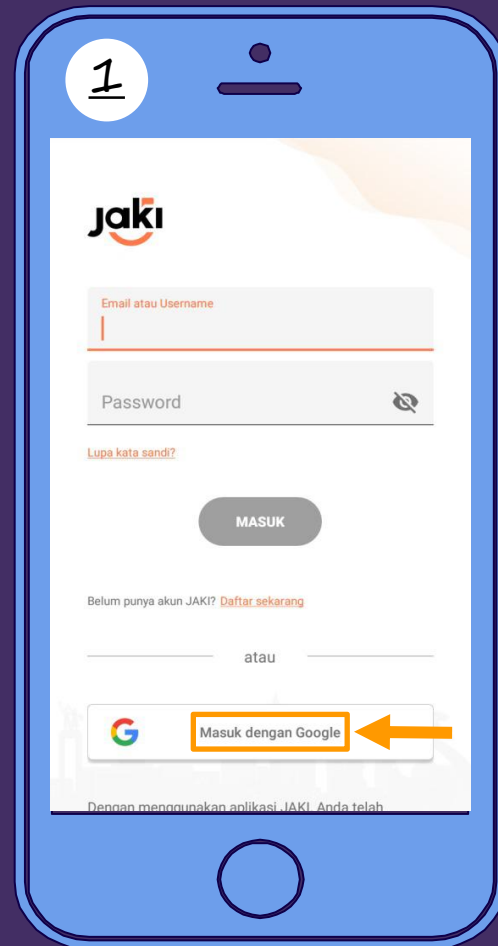 1
jaki
Email atau Username
Password
Lupa kata sandi?
MASUK
Belum punya akun JAKI? Daftar sekarang
atau
Masuk dengan Google
Dengan menggunakan aplikasi JAKI, Anda telah